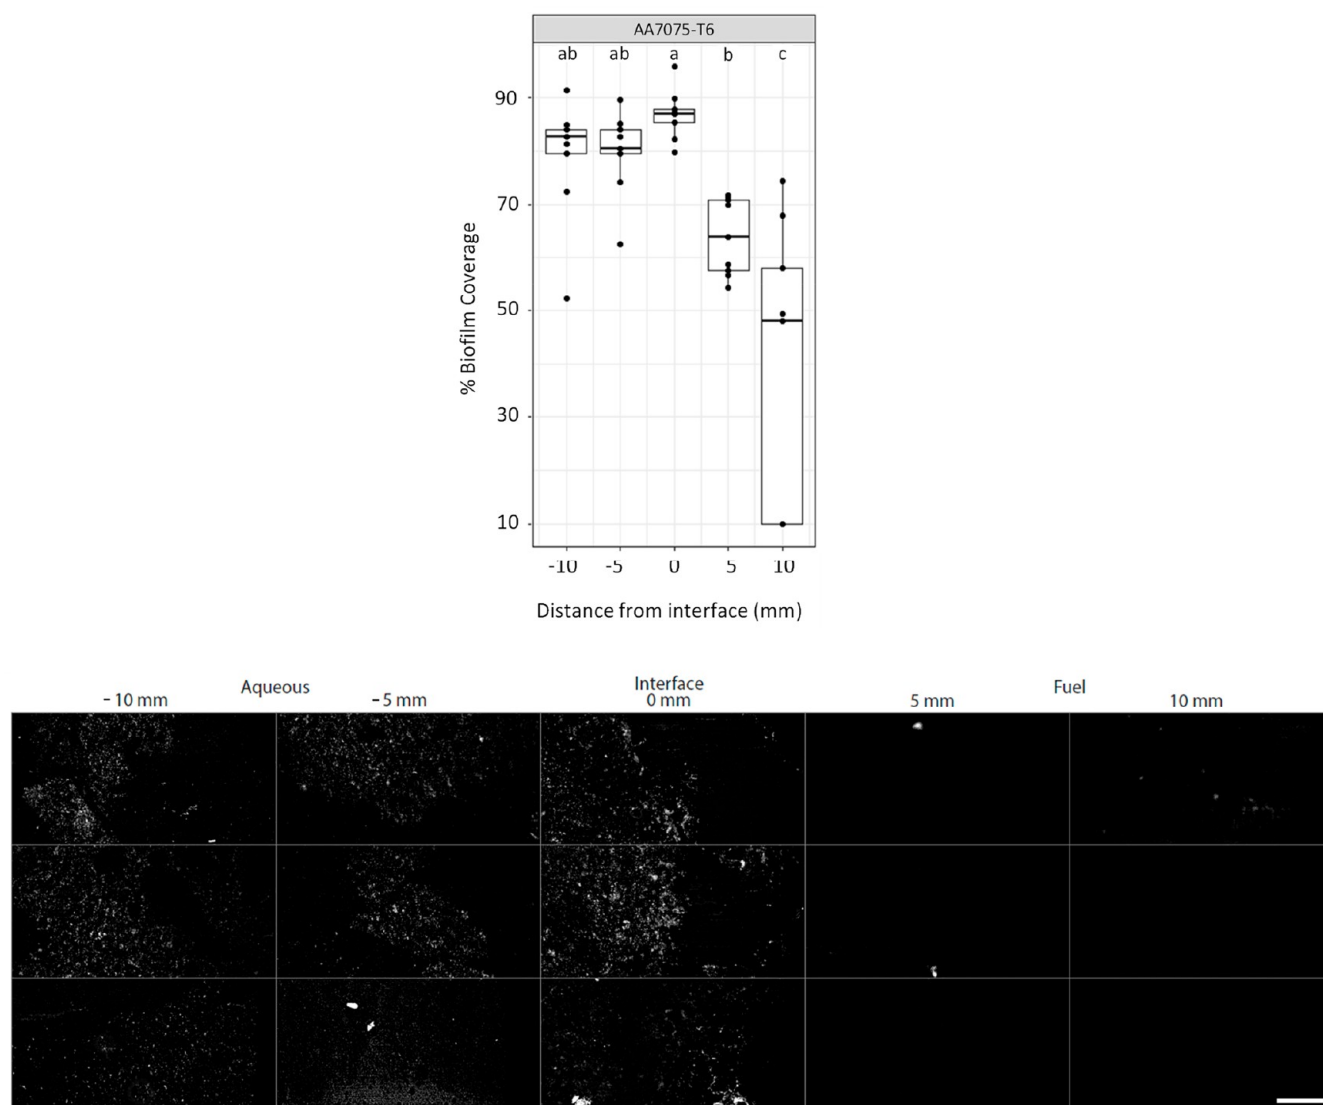 AA7075-T6
ab ab a b c
90
70
50
30
10
% Biofilm Coverage
-10 -5 0 5 10
Distance from interface (mm)
Aqueous Interface Fuel
- 10 mm -5 mm 0 mm 5 mm 10 mm